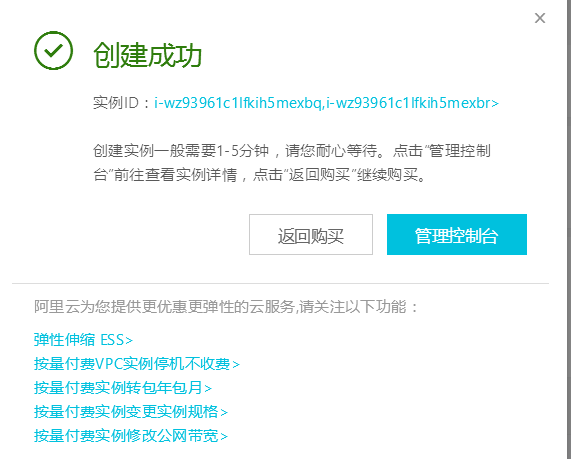 创建成功
实例ID：i-wz93961c1lfkih5mexbq,i-wz93961c1lfkih5mexbr>
创建实例一般需要1-5分钟，请您耐心等待。点击“管理控制
台”前往查看实例详情，点击“返回购买”继续购买。
返回购买
管理控制台
阿里云为您提供更优惠更弹性的云服务,请关注以下功能：
弹性伸缩 ESS>
按量付费VPC实例停机不收费>
按量付费实例转包年包月>
按量付费实例变更实例规格>
按量付费实例修改公网带宽>